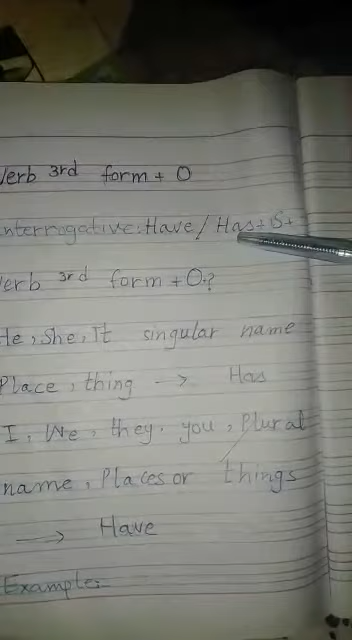 Verb 3rd form + O
Interrogative: Have / Has + S +
Verb 3rd form + O?
He, She, It singular name
Place, thing → Has
I, We, they, you, Plural
name, Places or things
→ Have
Example: